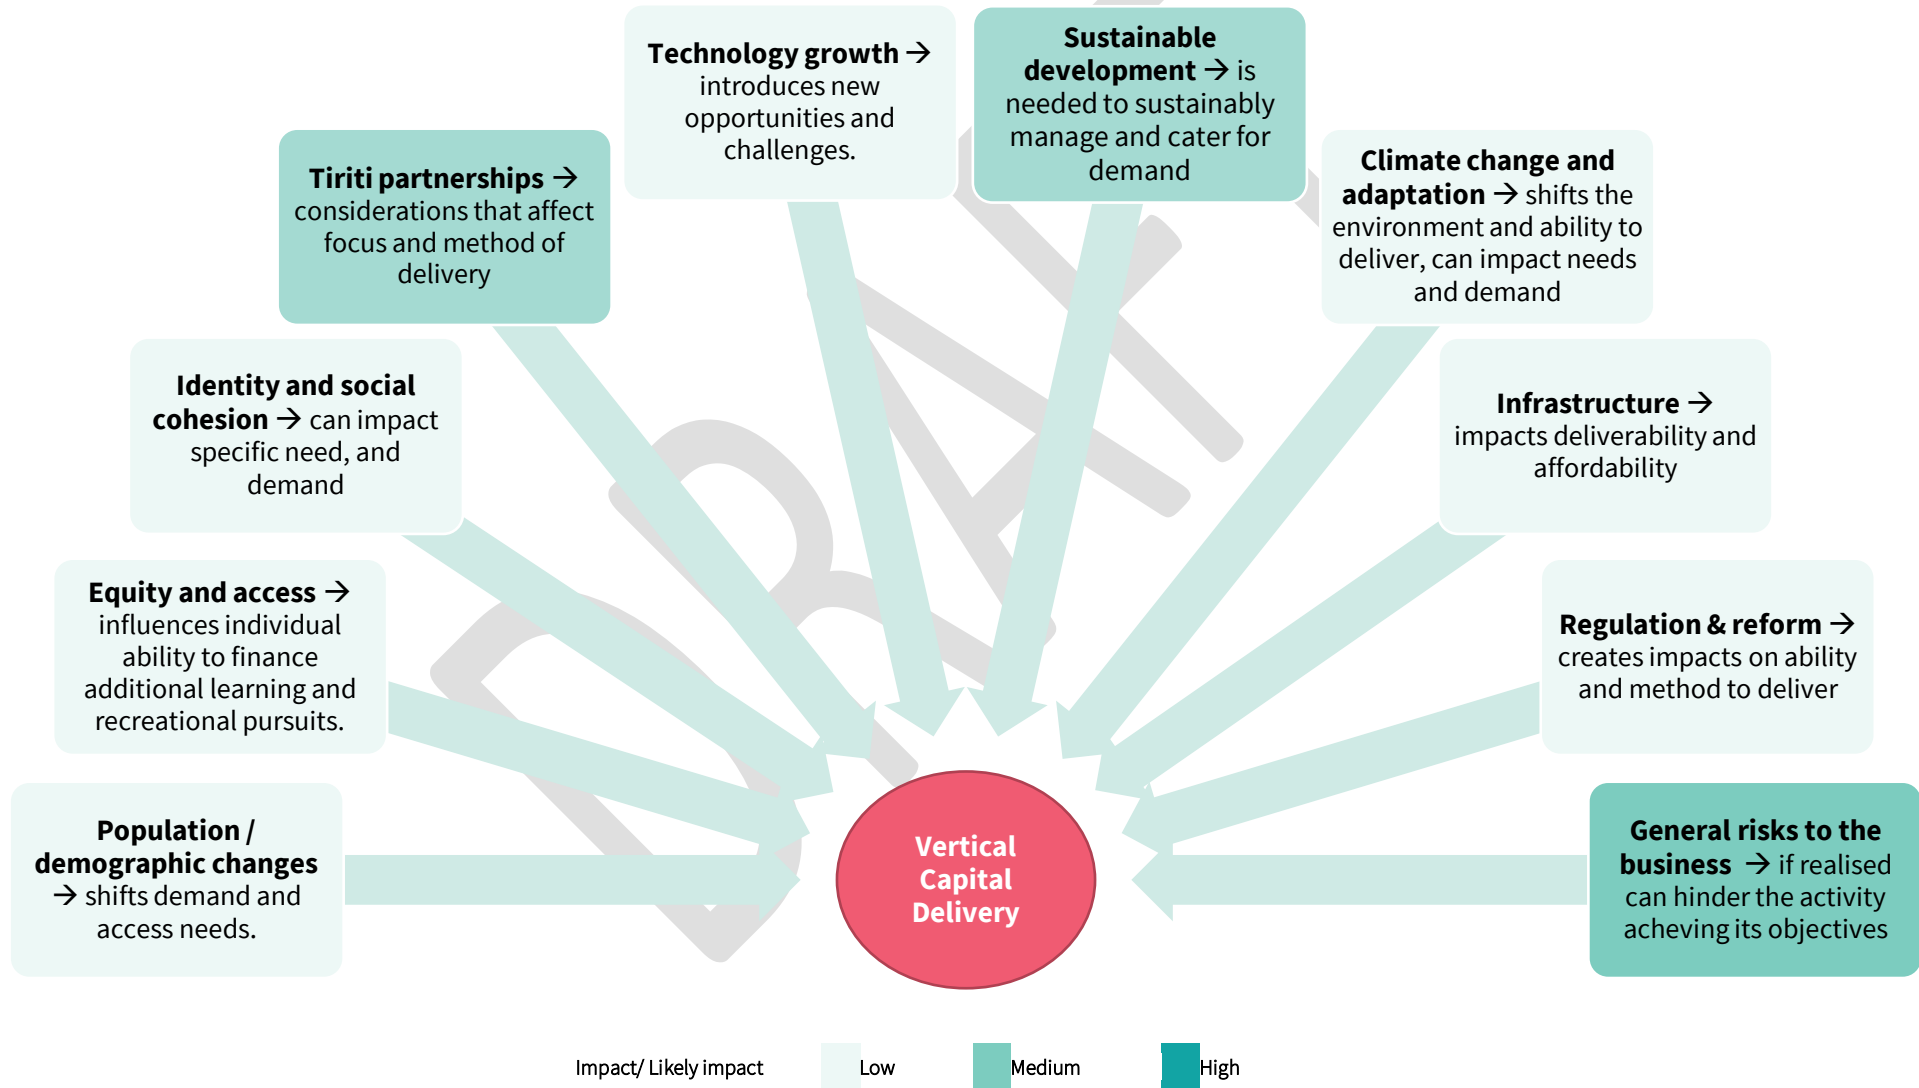 Technology growth →
introduces new
opportunities and
challenges.
Sustainable
development → is
needed to sustainably
manage and cater for
demand
Tiriti partnerships →
considerations that affect
focus and method of
delivery
Climate change and
adaptation → shifts the
environment and ability to
deliver, can impact needs
and demand
Identity and social
cohesion → can impact
specific need, and
demand
Infrastructure →
impacts deliverability and
affordability
Equity and access →
influences individual
ability to finance
additional learning and
recreational pursuits.
Regulation & reform →
creates impacts on ability
and method to deliver
Population /
demographic changes
→ shifts demand and
access needs.
General risks to the
business → if realised
can hinder the activity
acheving its objectives
Vertical
Capital
Delivery
DRAFT
Impact/ Likely impact Low Medium High